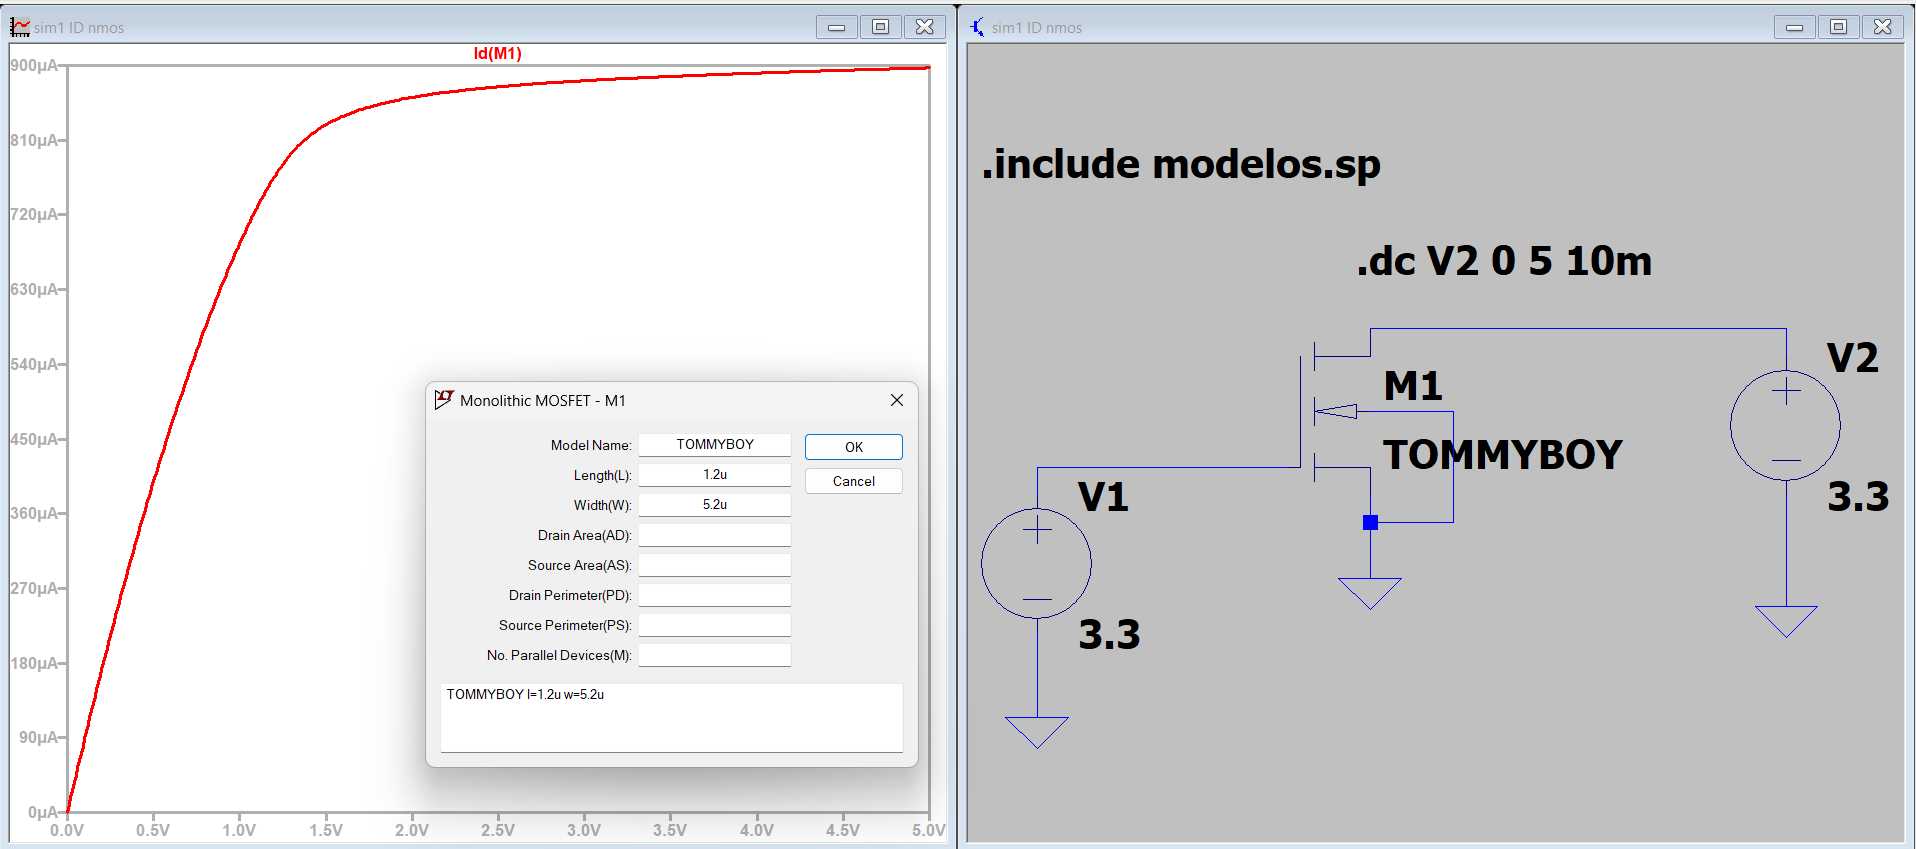 sim1 ID nmos
Id(M1)
900µA
810µA
720µA
630µA
540µA
450µA
360µA
270µA
180µA
90µA
0µA
0.0V 0.5V 1.0V 1.5V 2.0V 2.5V 3.0V 3.5V 4.0V 4.5V 5.0V
Monolithic MOSFET - M1
Model Name: TOMMYBOY
Length(L): 1.2u
Width(W): 5.2u
Drain Area(AD):
Source Area(AS):
Drain Perimeter(PD):
Source Perimeter(PS):
No. Parallel Devices(M):
OK
Cancel
TOMMYBOY l=1.2u w=5.2u
sim1 ID nmos
.include modelos.sp
.dc V2 0 5 10m
M1
TOMMYBOY
V1
3.3
V2
3.3